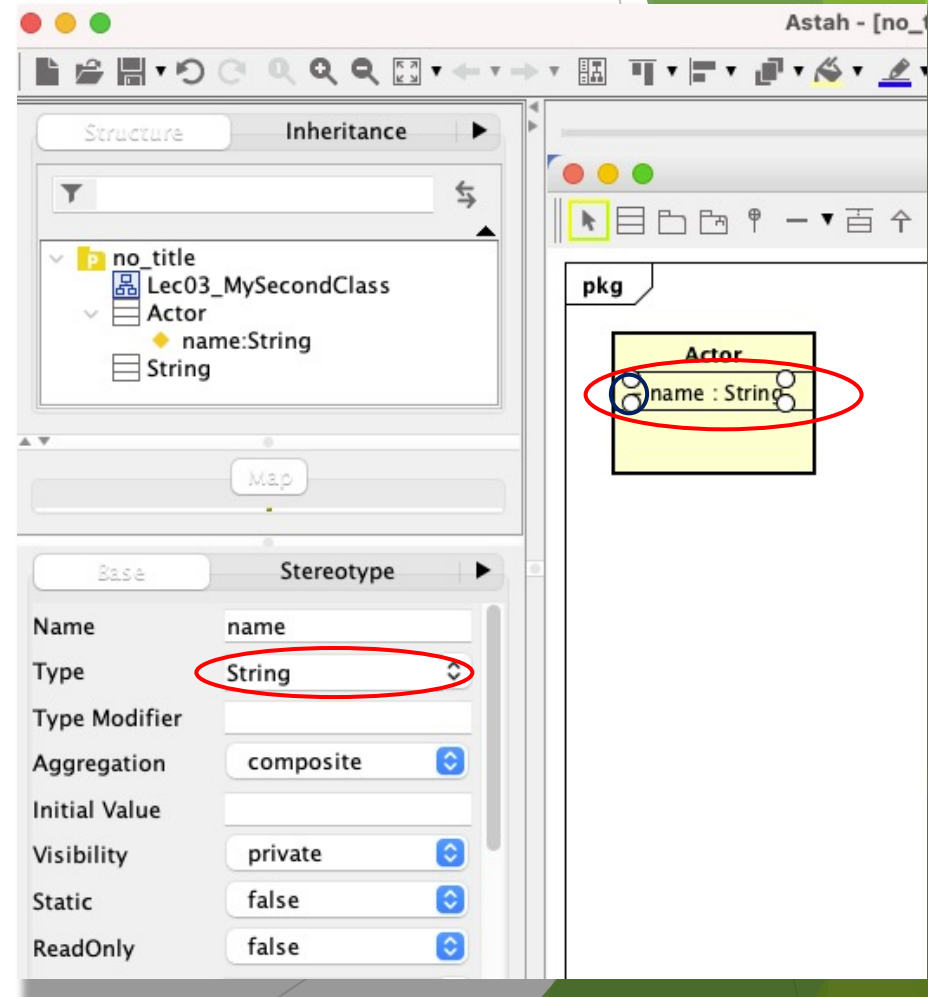 Astah - [no_t
Structure
Inheritance
no_title
Lec03_MySecondClass
Actor
name:String
String
Map
Base
Stereotype
Name
name
Type
String
Type Modifier
Aggregation
composite
Initial Value
Visibility
private
Static
false
ReadOnly
false
pkg
Actor
- name : String